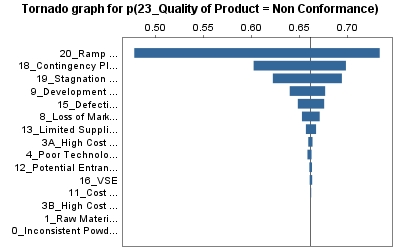 Tornado graph for p(23_Quality of Product = Non Conformance)
0.50 0.55 0.60 0.65 0.70
20_Ramp ...
18_Contingency Pl...
19_Stagnation ...
9_Development ...
15_Defecti...
8_Loss of Mark...
13_Limited Suppli...
3A_High Cost ...
4_Poor Technolo...
12_Potential Entran...
16_VSE
11_Cost ...
3B_High Cost ...
1_Raw Materi...
0_Inconsistent Powd...